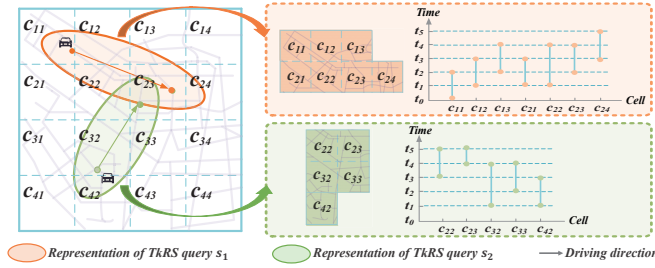 c11 c12 c13 c14
c21 c22 c23 c24
c31 c32 c33 c34
c41 c42 c43 c44
c11 c12 c13
c21 c22 c23 c24
Time
t5
t4
t3
t2
t1
t0
c11 c12 c13 c21 c22 c23 c24
Cell
c22 c23
c32 c33
c42
Time
t5
t4
t3
t2
t1
t0
c22 c23 c32 c33 c42
Cell
Representation of TkRS query s1
Representation of TkRS query s2
Driving direction